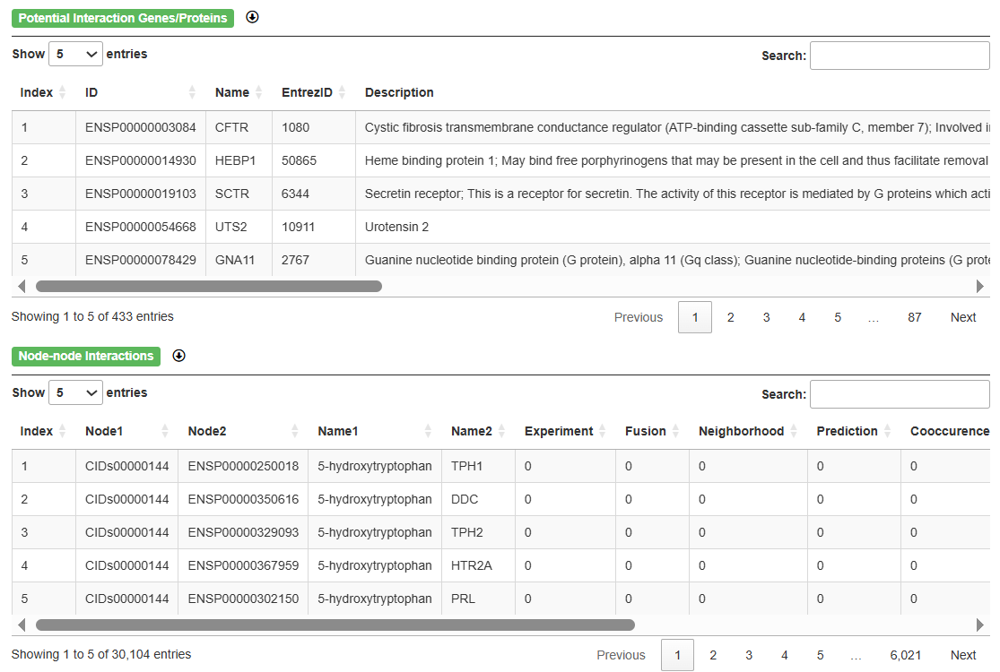 Potential Interaction Genes/Proteins
Show 5 entries Search:
Index ID Name EntrezID Description
1 ENSP00000003084 CFTR 1080 Cystic fibrosis transmembrane conductance regulator (ATP-binding cassette sub-family C, member 7); Involved i
2 ENSP00000014930 HEBP1 50865 Heme binding protein 1; May bind free porphyrinogens that may be present in the cell and thus facilitate removal
3 ENSP00000019103 SCTR 6344 Secretin receptor; This is a receptor for secretin. The activity of this receptor is mediated by G proteins which acti
4 ENSP00000054668 UTS2 10911 Urotensin 2
5 ENSP00000078429 GNA11 2767 Guanine nucleotide binding protein (G protein), alpha 11 (Gq class); Guanine nucleotide-binding proteins (G prote
Showing 1 to 5 of 433 entries Previous 1 2 3 4 5 … 87 Next
Node-node Interactions
Show 5 entries Search:
Index Node1 Node2 Name1 Name2 Experiment Fusion Neighborhood Prediction Cooccurence
1 CIDs00000144 ENSP00000250018 5-hydroxytryptophan TPH1 0 0 0 0 0
2 CIDs00000144 ENSP00000350616 5-hydroxytryptophan DDC 0 0 0 0 0
3 CIDs00000144 ENSP00000329093 5-hydroxytryptophan TPH2 0 0 0 0 0
4 CIDs00000144 ENSP00000367959 5-hydroxytryptophan HTR2A 0 0 0 0 0
5 CIDs00000144 ENSP00000302150 5-hydroxytryptophan PRL 0 0 0 0 0
Showing 1 to 5 of 30,104 entries Previous 1 2 3 4 5 … 6,021 Next